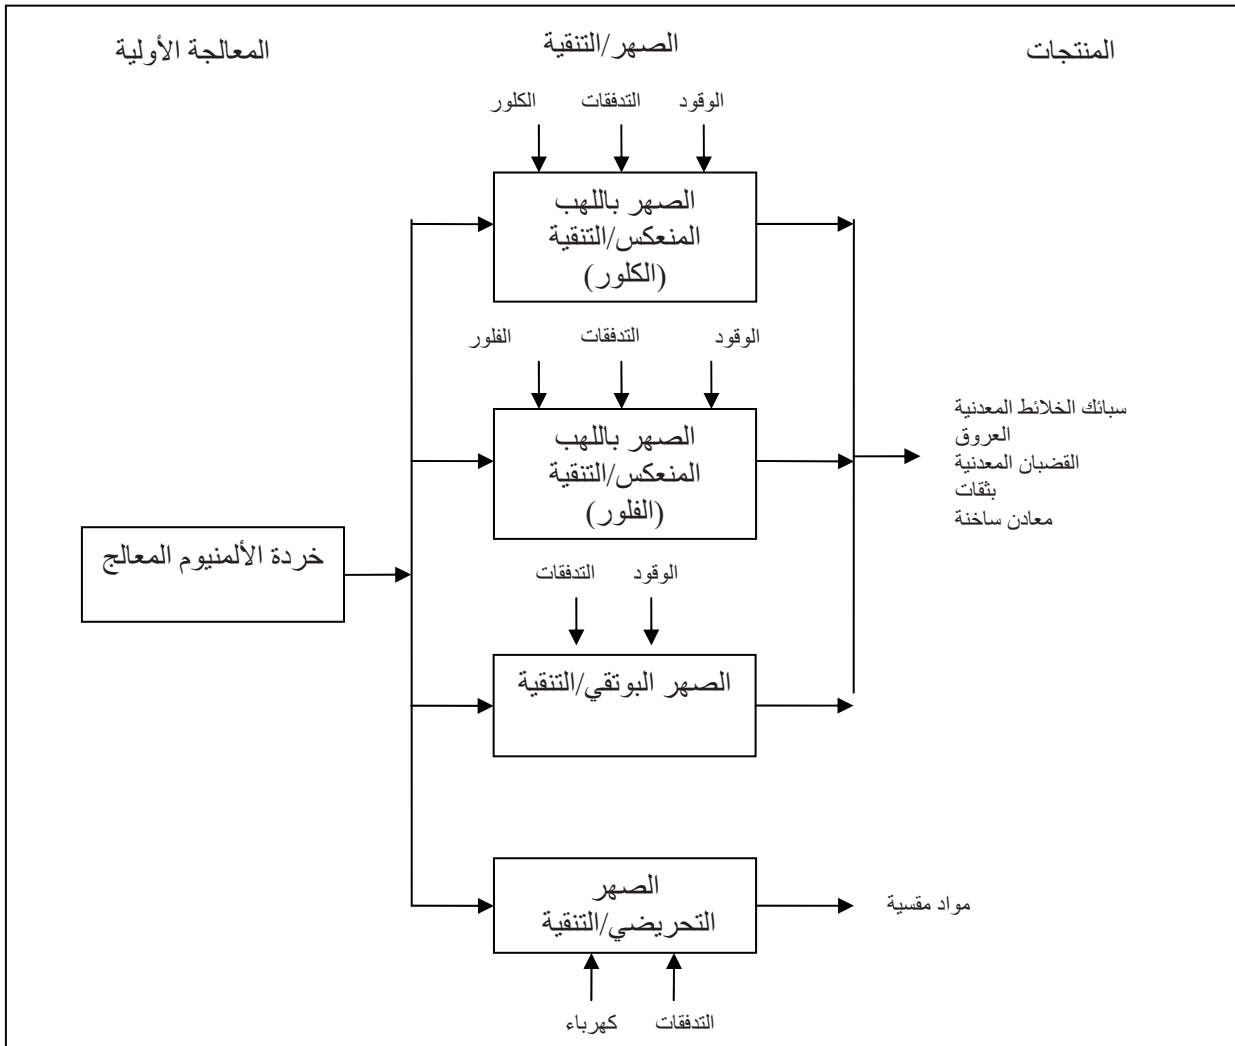 المعالجة الأولية
الصهر/التنقية
المنتجات
الكلور
التدفقات
الوقود
الصهر باللهب
المنعكس/التنقية
(الكلور)
الفلور
التدفقات
الوقود
الصهر باللهب
المنعكس/التنقية
(الفلور)
سبائك الخلائط المعدنية
العروق
القضبان المعدنية
بثقات
معادن ساخنة
خردة الألمنيوم المعالج
التدفقات
الوقود
الصهر البوتقي/التنقية
الصهر
التحريضي/التنقية
مواد مقسية
كهرباء
التدفقات